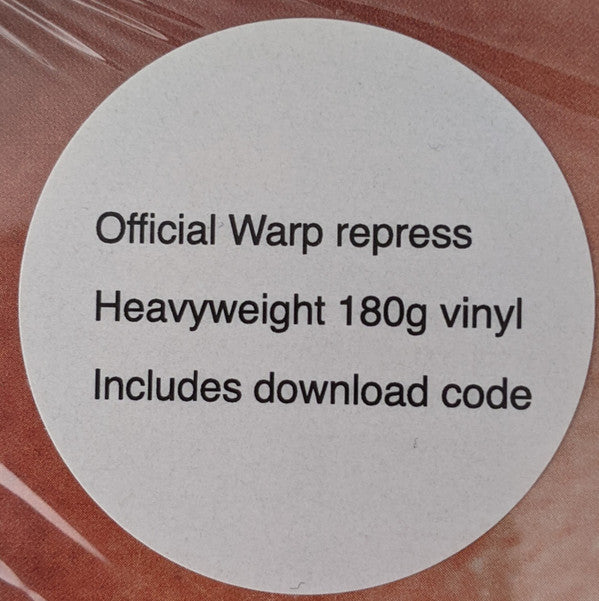 Official Warp repress
Heavyweight 180g vinyl
Includes download code